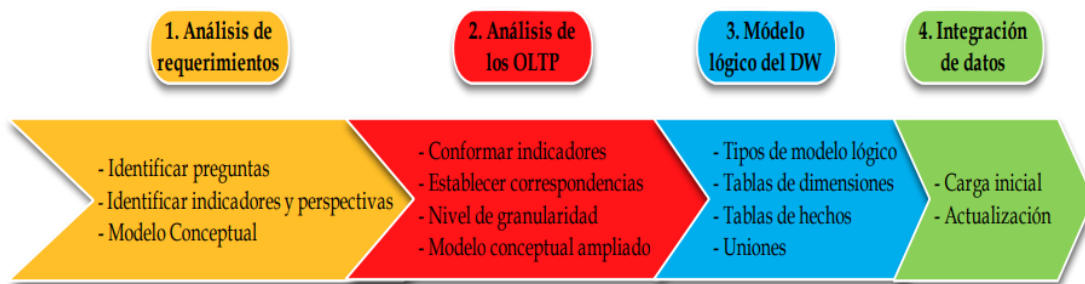 1. Análisis de
requerimientos
2. Análisis de
los OLTP
3. Módelo
lógico del DW
4. Integración
de datos
- Identificar preguntas
- Identificar indicadores y perspectivas
- Modelo Conceptual
- Conformar indicadores
- Establecer correspondencias
- Nivel de granularidad
- Modelo conceptual ampliado
- Tipos de modelo lógico
- Tablas de dimensiones
- Tablas de hechos
- Uniones
- Carga inicial
- Actualización